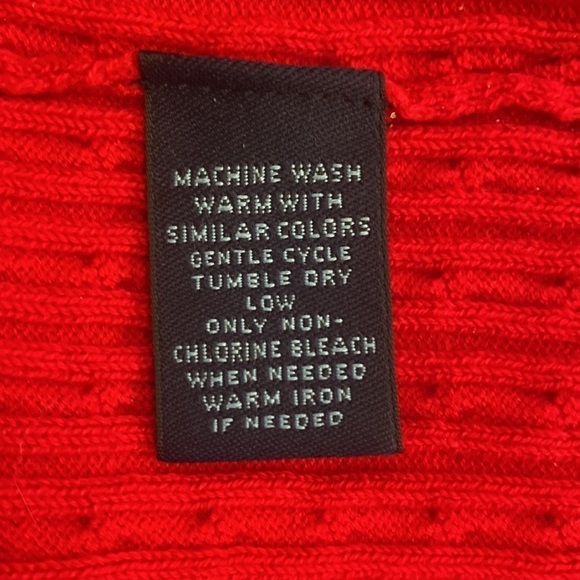 MACHINE WASH
WARM WITH
SIMILAR COLORS
GENTLE CYCLE
TUMBLE DRY
LOW
ONLY NON-
CHLORINE BLEACH
WHEN NEEDED
WARM IRON
IF NEEDED